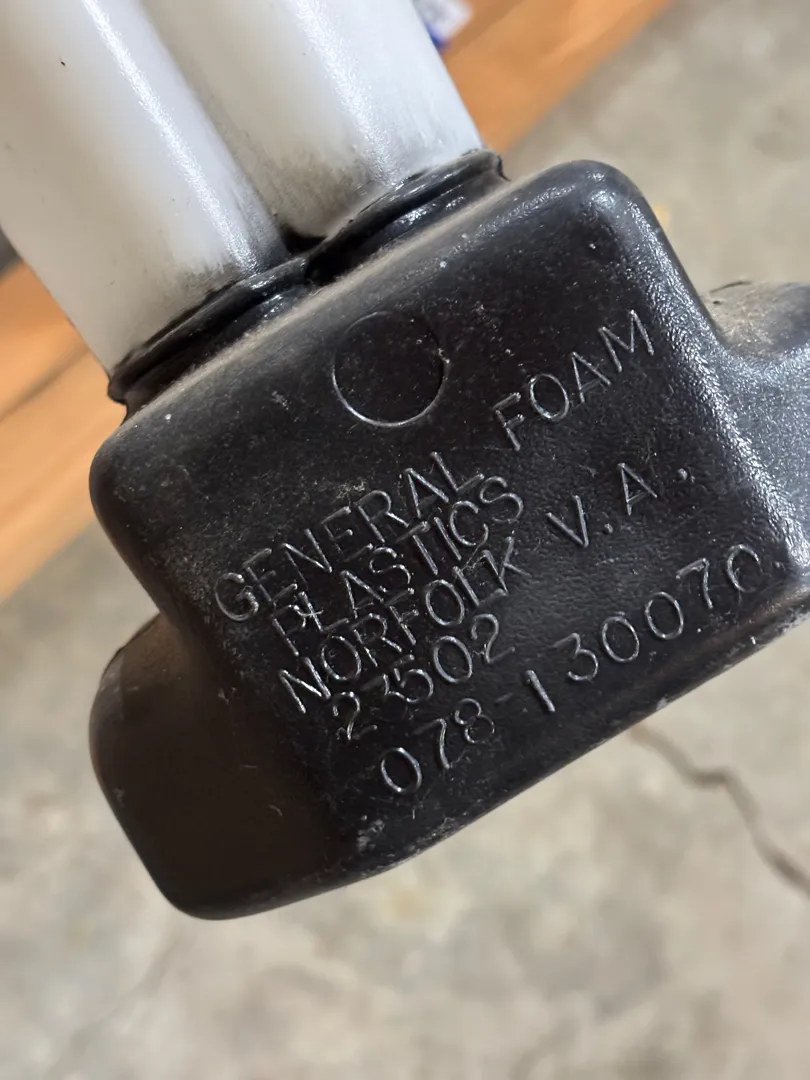 GENERAL FOAM
PLASTICS
NORFOLK V.A.
23502
078-130070